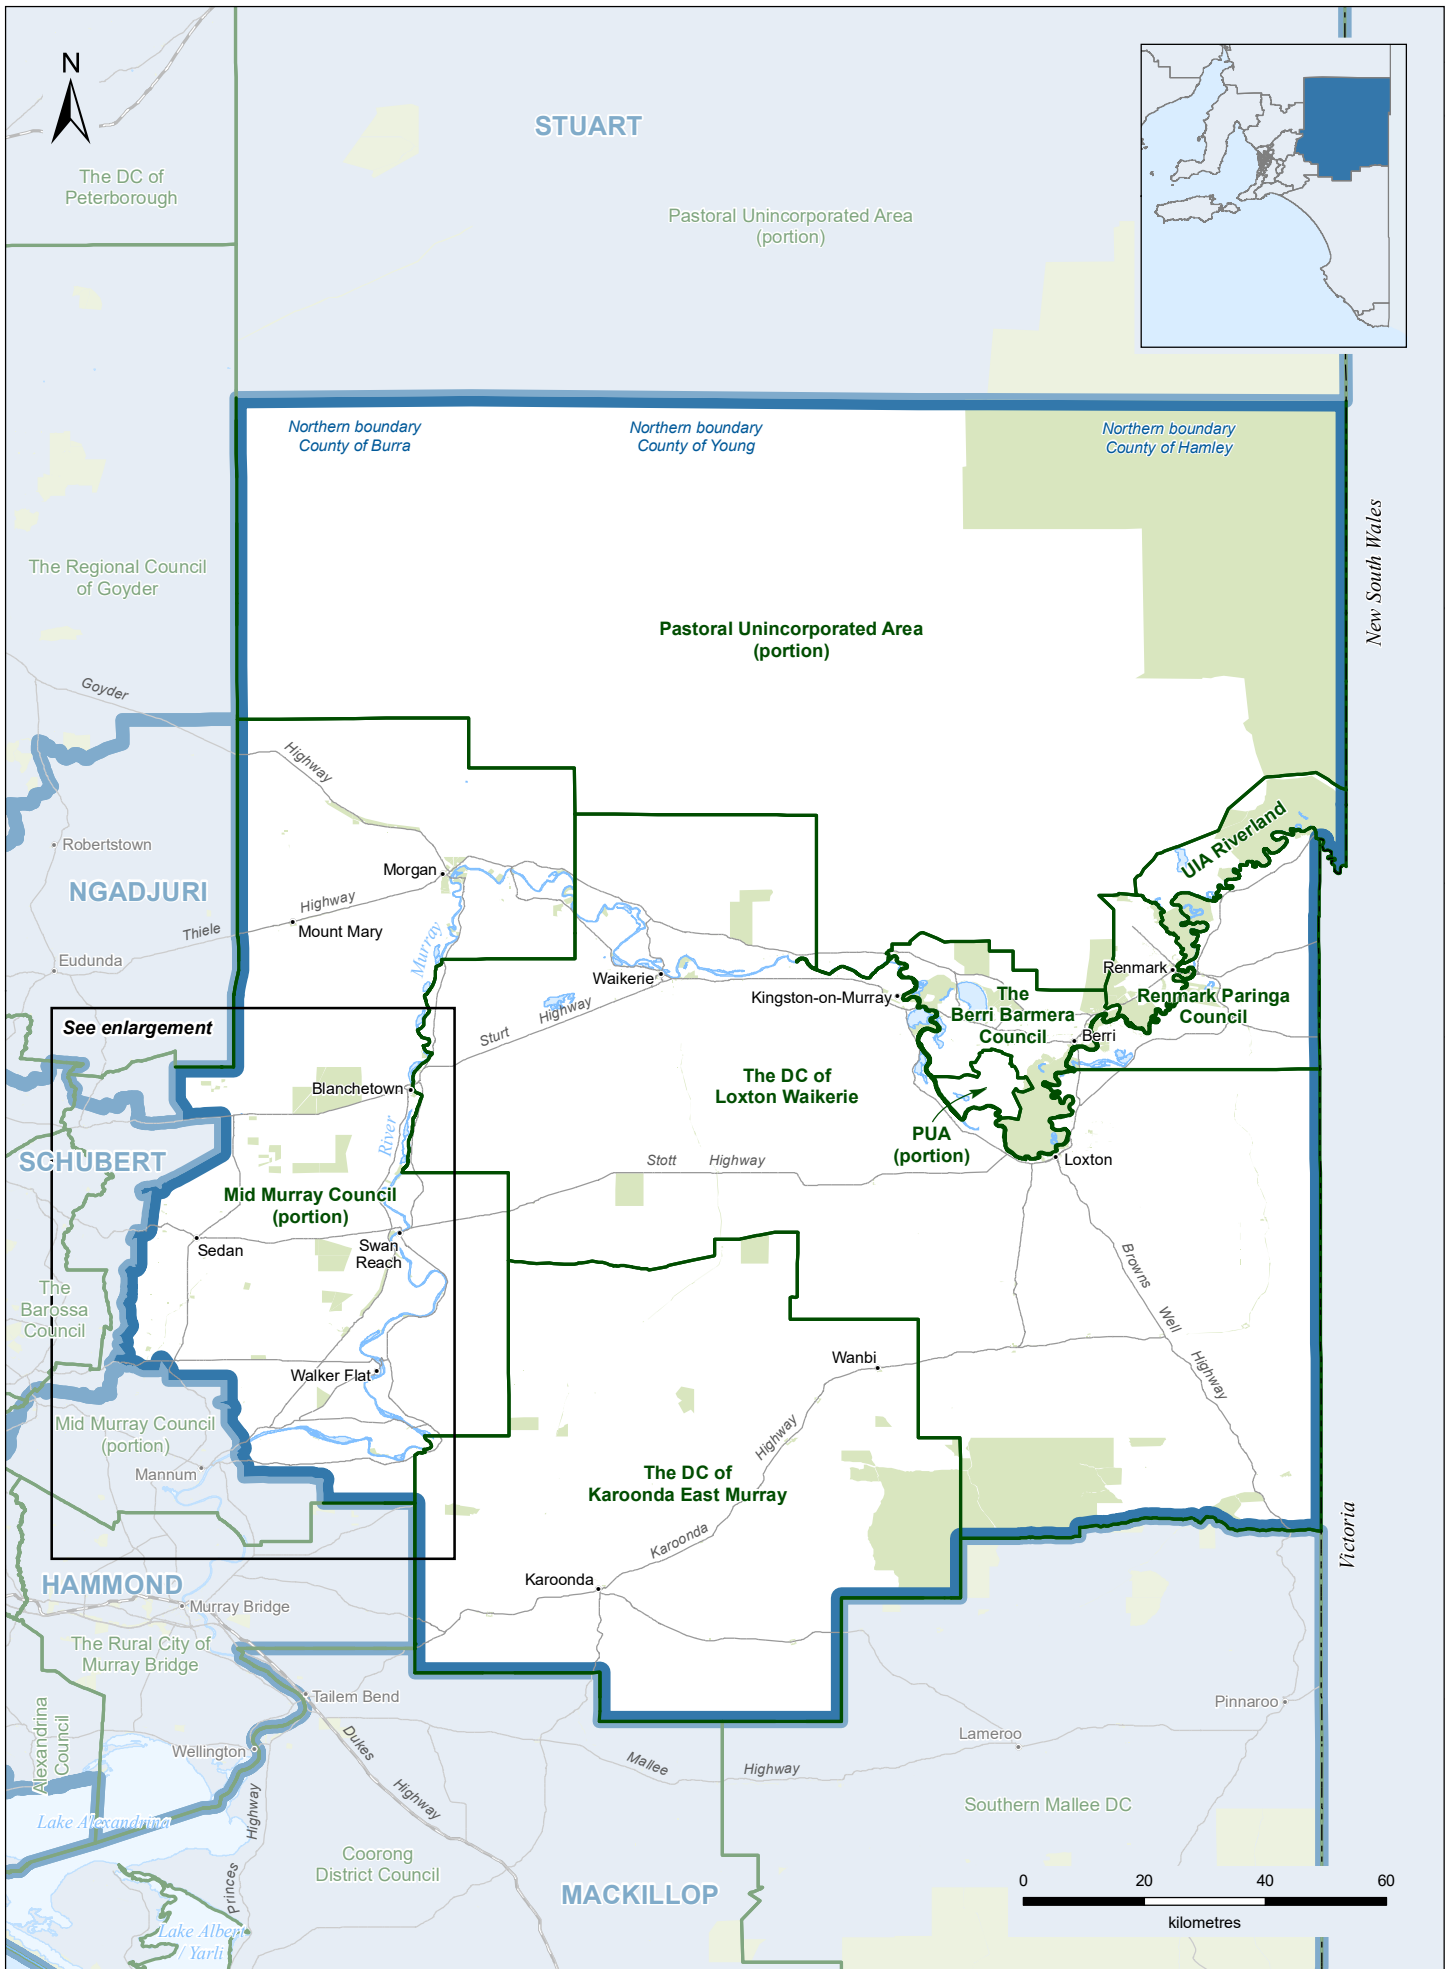 N
STUART
The DC of
Peterborough
Pastoral Unincorporated Area
(portion)
Northern boundary
County of Burra
Northern boundary
County of Young
Northern boundary
County of Hamley
New South Wales
The Regional Council
of Goyder
Pastoral Unincorporated Area
(portion)
Goyder
Highway
UIA Riverland
Robertstown
Morgan
NGADJURI
Highway
Thiele
Mount Mary
Murray
Eudunda
Waikerie
Renmark
Kingston-on-Murray
The
Berri Barmera
Council
Renmark Paringa
Council
See enlargement
Sturt
Highway
Berri
Blanchetown
The DC of
Loxton Waikerie
River
PUA
(portion)
SCHUBERT
Stott
Highway
Loxton
Mid Murray Council
(portion)
Sedan
Swan
Reach
Browns
Well
Highway
The
Barossa
Council
Wanbi
Walker Flat
Mid Murray Council
(portion)
Mannum
Highway
The DC of
Karoonda East Murray
Karoonda
Victoria
Karoonda
HAMMOND
Murray Bridge
The Rural City of
Murray Bridge
Tailem Bend
Pinnaroo
Alexandrina
Council
Wellington
Dukes
Highway
Lameroo
Mallee
Highway
Highway
Princes
Lake Alexandrina
Southern Mallee DC
Coorong
District Council
MACKILLOP
Lake Albert
/ Yarli
0
20
40
60
kilometres